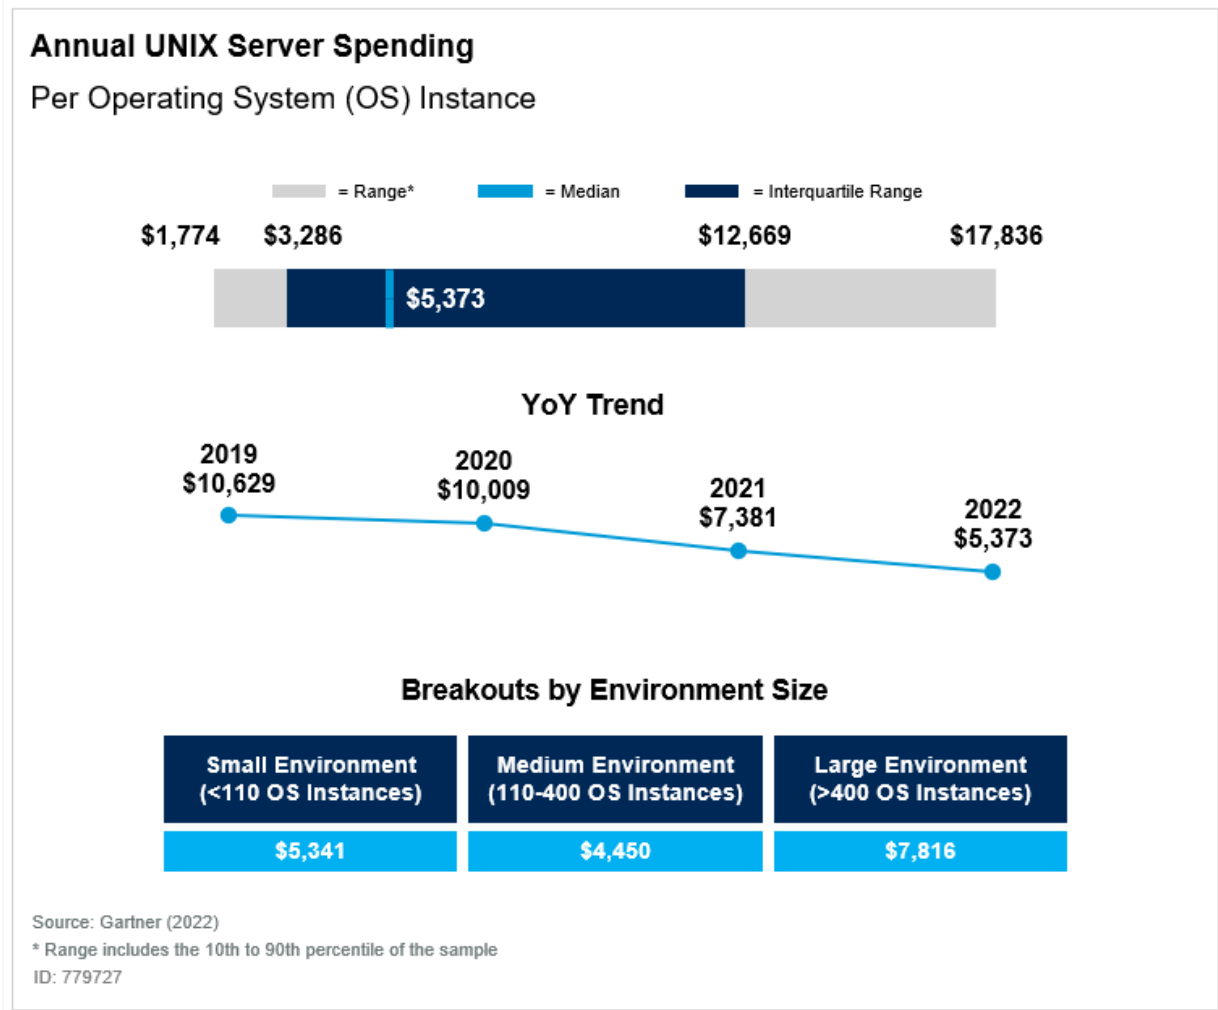 Annual UNIX Server Spending
Per Operating System (OS) Instance
= Range* = Median = Interquartile Range
$1,774 $3,286 $12,669 $17,836
$5,373
YoY Trend
2019
$10,629
2020
$10,009
2021
$7,381
2022
$5,373
Breakouts by Environment Size
Small Environment
(<110 OS Instances)
Medium Environment
(110-400 OS Instances)
Large Environment
(>400 OS Instances)
$5,341 $4,450 $7,816
Source: Gartner (2022)
* Range includes the 10th to 90th percentile of the sample
ID: 779727